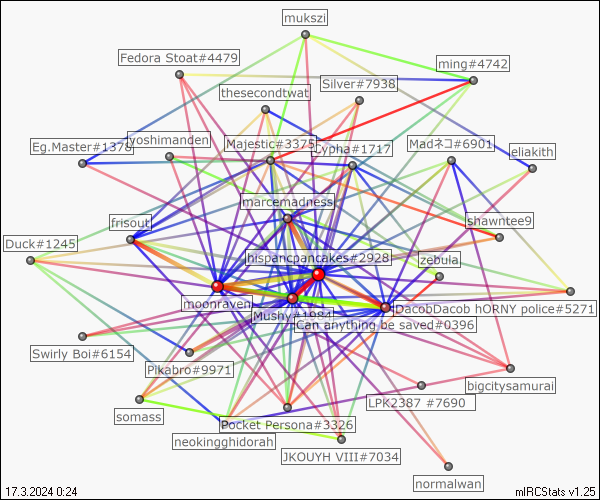 mukszi
Fedora Stoat#4479
ming#4742
thesecondtwat
Silver#7938
Eg.Master#1378
yoshimanden
Majestic#3375
Cypha#1717
Madネコ#6901
eliakith
marcemadness
frisout
shawntee9
Duck#1245
hispancpancakes#2928
zebula
moonraven
Mushy#1984
DacobDacob hORNY police#5271
Can anything be saved#0396
Swirly Boi#6154
Pikabro#9971
bigcitysamurai
LPK2387 #7690
somass
Pocket Persona#3326
neokingghidorah
JKOUYH VIII#7034
normalwan
17.3.2024 0:24
mIRCStats v1.25